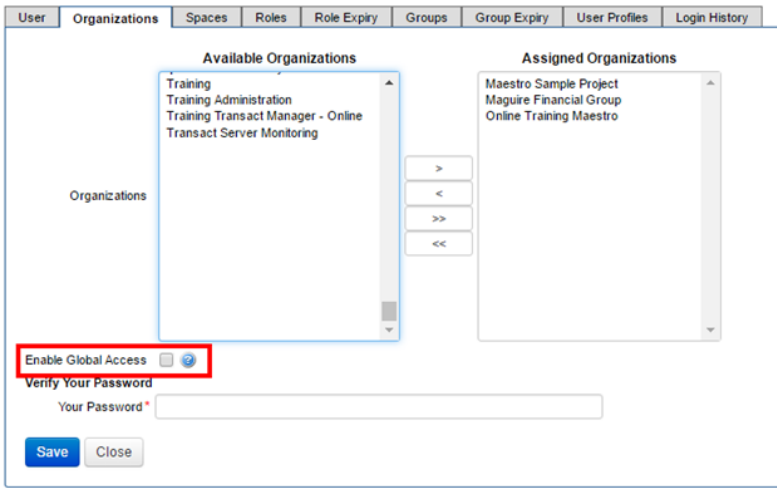 User Organizations Spaces Roles Role Expiry Groups Group Expiry User Profiles Login History
Available Organizations
Assigned Organizations
Organizations
Training
Training Administration
Training Transact Manager - Online
Transact Server Monitoring
>
<
>>
<<
Maestro Sample Project
Maguire Financial Group
Online Training Maestro
Enable Global Access ?
Verify Your Password
Your Password *
Save Close